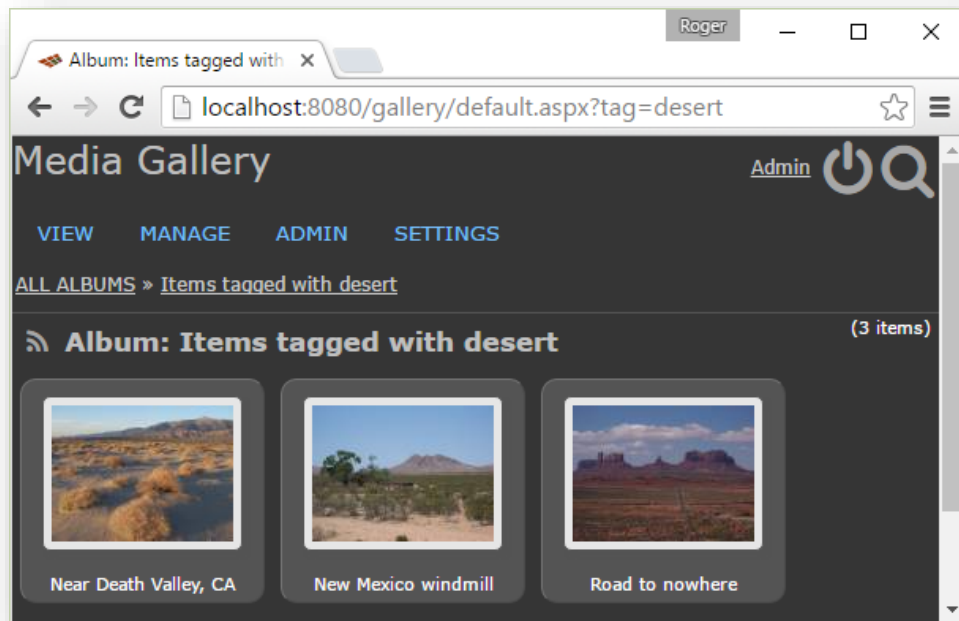 Roger
Album: Items tagged with
localhost:8080/gallery/default.aspx?tag=desert
Media Gallery
Admin
VIEW MANAGE ADMIN SETTINGS
ALL ALBUMS » Items tagged with desert
Album: Items tagged with desert
(3 items)
Near Death Valley, CA
New Mexico windmill
Road to nowhere